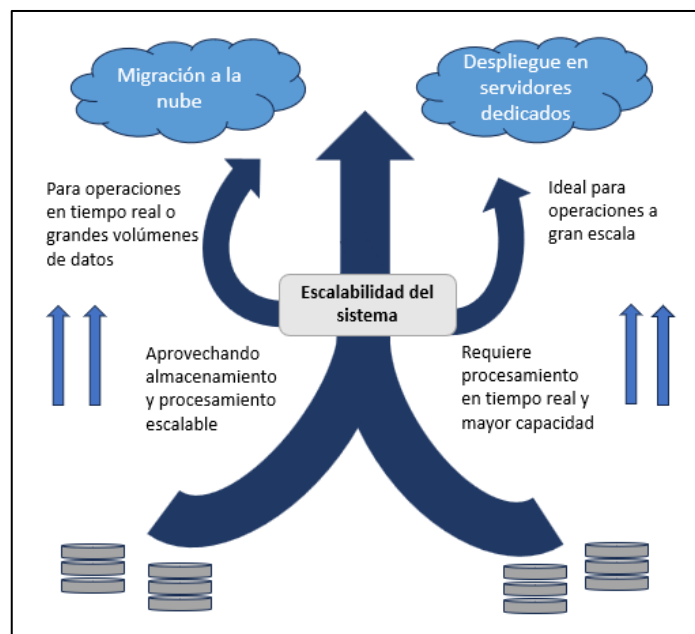 Migración a la
nube
Despliegue en
servidores
dedicados
Para operaciones
en tiempo real o
grandes volúmenes
de datos
Ideal para
operaciones a
gran escala
Escalabilidad del
sistema
Aprovechando
almacenamiento
y procesamiento
escalable
Requiere
procesamiento
en tiempo real y
mayor capacidad